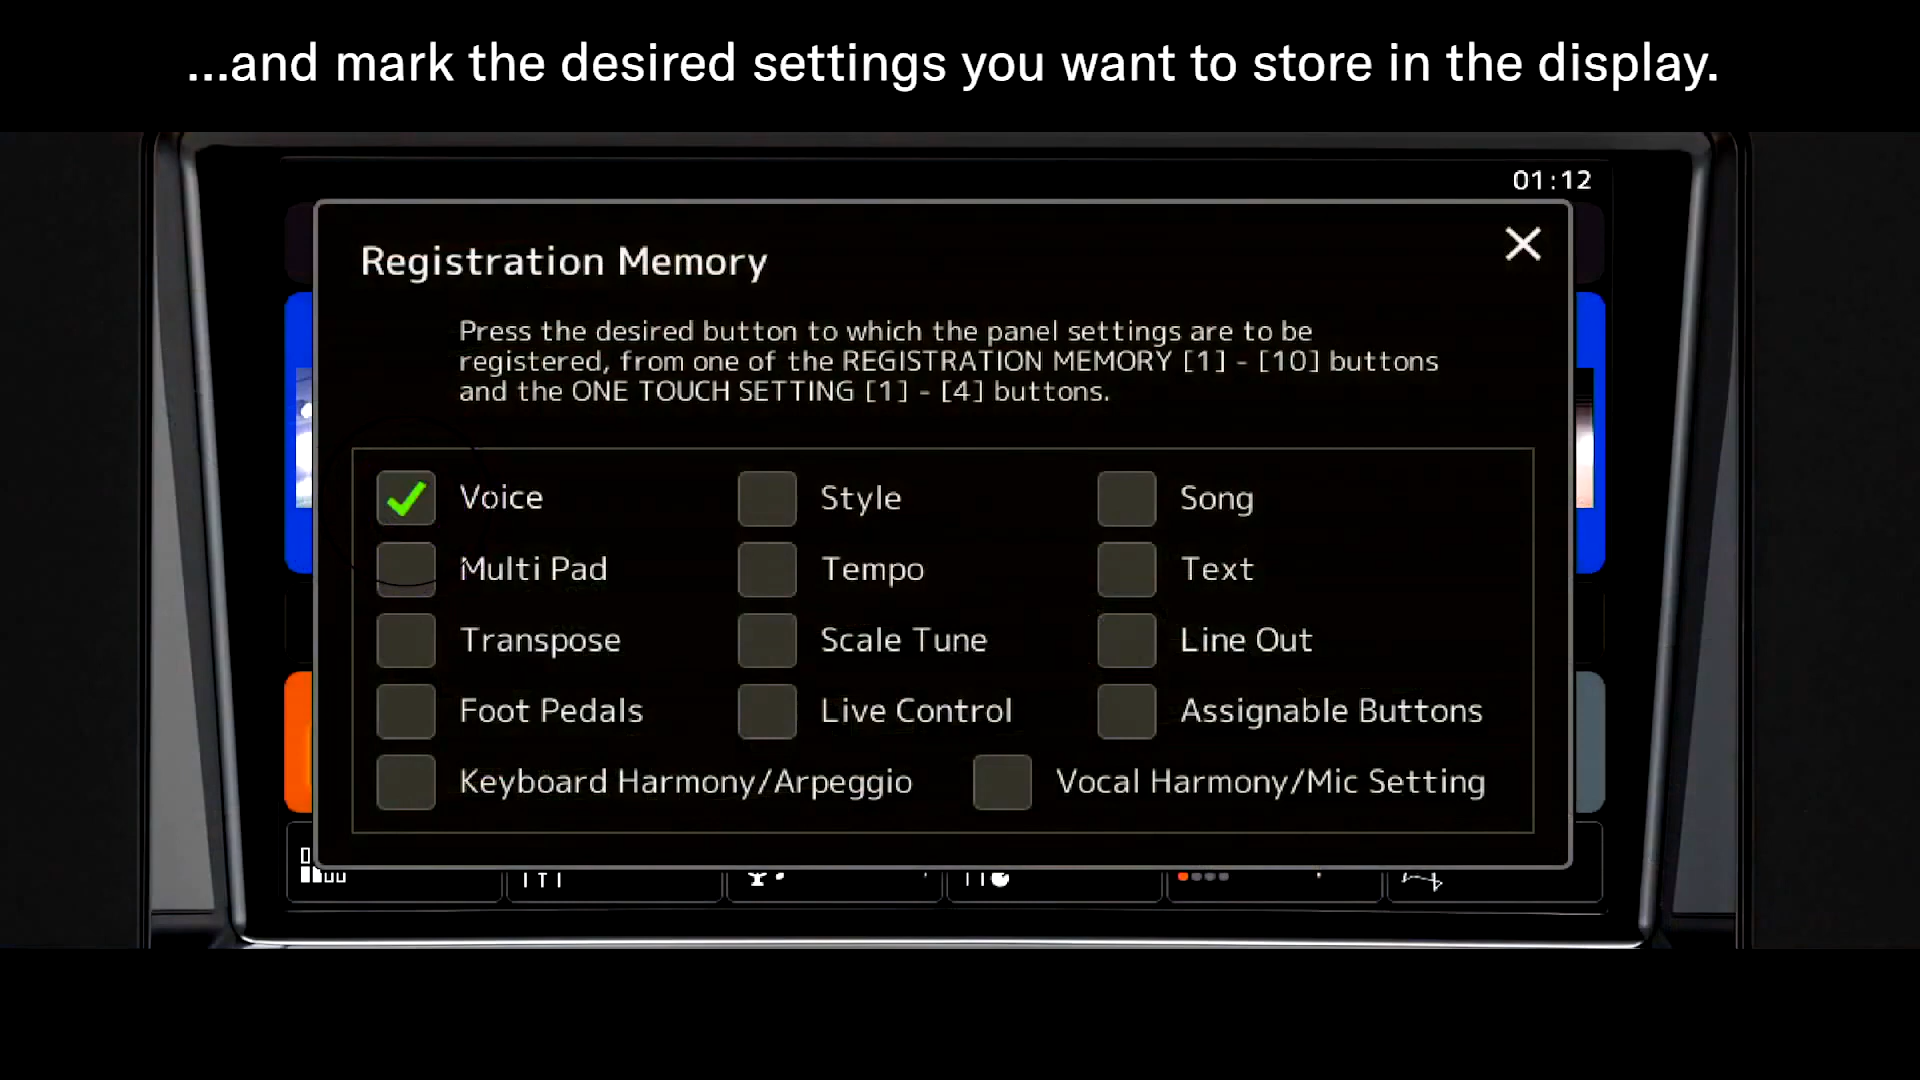 ...and mark the desired settings you want to store in the display.
01:12
Registration Memory
Press the desired button to which the panel settings are to be
registered, from one of the REGISTRATION MEMORY [1] - [10] buttons
and the ONE TOUCH SETTING [1] - [4] buttons.
Voice Style Song
Multi Pad Tempo Text
Transpose Scale Tune Line Out
Foot Pedals Live Control Assignable Buttons
Keyboard Harmony/Arpeggio Vocal Harmony/Mic Setting